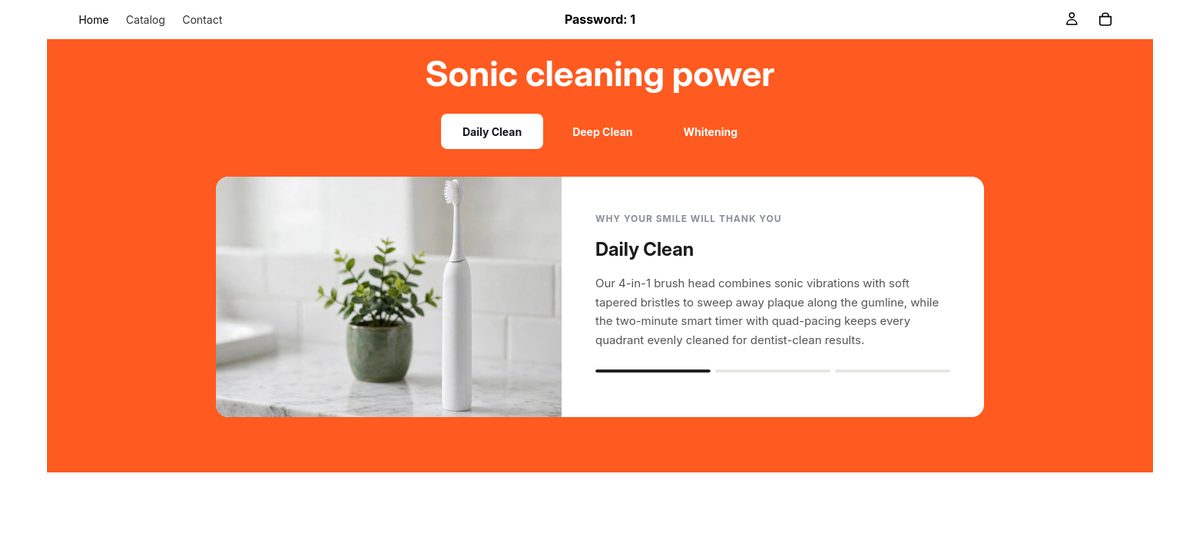 Home Catalog Contact Password: 1
Sonic cleaning power
Daily Clean Deep Clean Whitening
WHY YOUR SMILE WILL THANK YOU
Daily Clean
Our 4-in-1 brush head combines sonic vibrations with soft
tapered bristles to sweep away plaque along the gumline, while
the two-minute smart timer with quad-pacing keeps every
quadrant evenly cleaned for dentist-clean results.